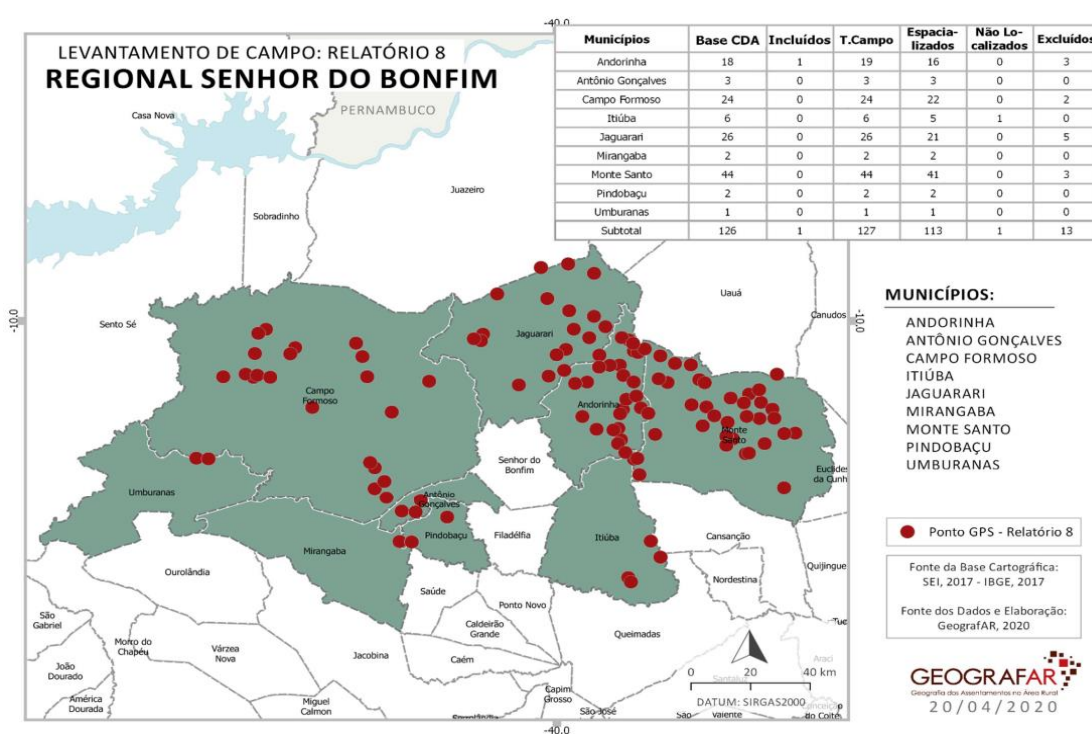 LEVANTAMENTO DE CAMPO: RELATÓRIO 8
REGIONAL SENHOR DO BONFIM
-40.0
Municípios Base CDA Incluídos T.Campo Espacia-lizados Não Lo-calizados Excluídos
Andorinha 18 1 19 16 0 3
Antônio Gonçalves 3 0 3 3 0 0
Campo Formoso 24 0 24 22 0 2
Itiúba 6 0 6 5 1 0
Jaguarari 26 0 26 21 0 5
Mirangaba 2 0 2 2 0 0
Monte Santo 44 0 44 41 0 3
Pindobaçu 2 0 2 2 0 0
Umburanas 1 0 1 1 0 0
Subtotal 126 1 127 113 1 13
PERNAMBUCO
Casa Nova
Juazeiro
Sobradinho
Uauá
Canudos
-10.0
-10.0
Sento Sé
Jaguarari
Campo
Formoso
Andorinha
Monte
Santo
Senhor do
Bonfim
Euclides
da Cunh
Umburanas
Antônio
Gonçalves
Pindobaçu
Filadélfia
Itiúba
Cansanção
Mirangaba
Ourolândia
Saúde
Nordestina
Quijingue
Ponto Novo
São
Gabriel
Morro do
Chapéu
Várzea
Nova
Jacobina
Caldeirão
Grande
Caém
Queimadas
João
Dourado
América
Dourada
Miguel
Calmon
Capim
Grosso
São José
São
Valente
Araci
Santaluz
do Coité
0 20 40 km
DATUM: SIRGAS2000
-40.0
MUNICÍPIOS:
ANDORINHA
ANTÔNIO GONÇALVES
CAMPO FORMOSO
ITIÚBA
JAGUARARI
MIRANGABA
MONTE SANTO
PINDOBAÇU
UMBURANAS
Ponto GPS - Relatório 8
Fonte da Base Cartográfica:
SEI, 2017 - IBGE, 2017
Fonte dos Dados e Elaboração:
GeografAR, 2020
GEOGRAFAR
Geografia dos Assentamentos na Área Rural
20/04/2020